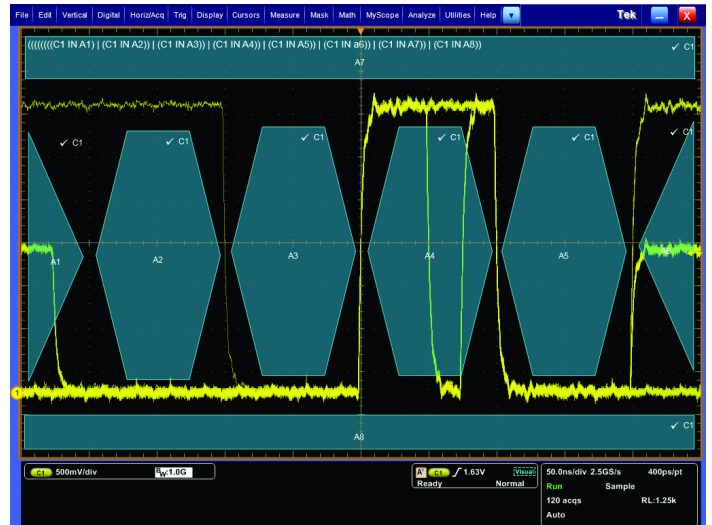 File Edit Vertical Digital Horiz/Acq Trig Display Cursors Measure Mask Math MyScope Analyze Utilities Help Tek X
((((((((C1 IN A1) | (C1 IN A2)) | (C1 IN A3)) | (C1 IN A4)) | (C1 IN A5)) | (C1 IN a6)) | (C1 IN A7)) | (C1 IN A8))
C1
A7
C1 C1 C1 C1 C1 C1
A1 A2 A3 A4 A5 A6
1
C1
A8
C1 500mV/div BW:1.0G
A' C1 1.63V Visual
Ready Normal
50.0ns/div 2.5GS/s 400ps/pt
Run Sample
120 acqs RL:1.25k
Auto